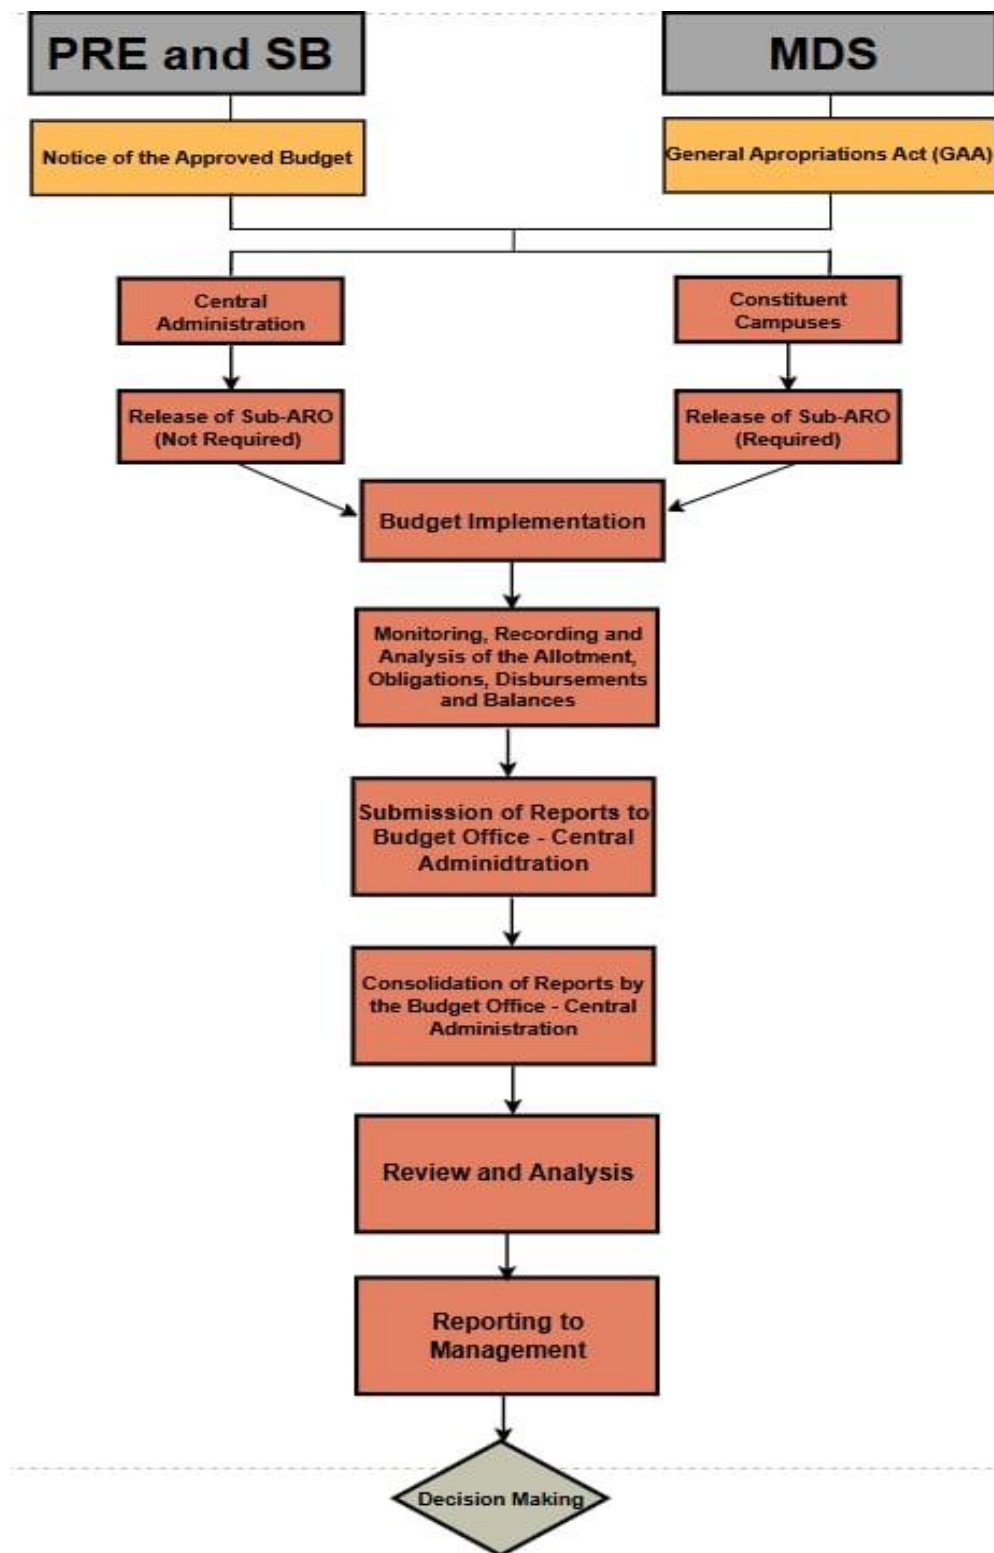 PRE and SB
MDS
Notice of the Approved Budget
General Apropriations Act (GAA)
Central
Administration
Constituent
Campuses
Release of Sub-ARO
(Not Required)
Release of Sub-ARO
(Required)
Budget Implementation
Monitoring, Recording and
Analysis of the Allotment,
Obligations, Disbursements
and Balances
Submission of Reports to
Budget Office - Central
Adminidtration
Consolidation of Reports by
the Budget Office - Central
Administration
Review and Analysis
Reporting to
Management
Decision Making